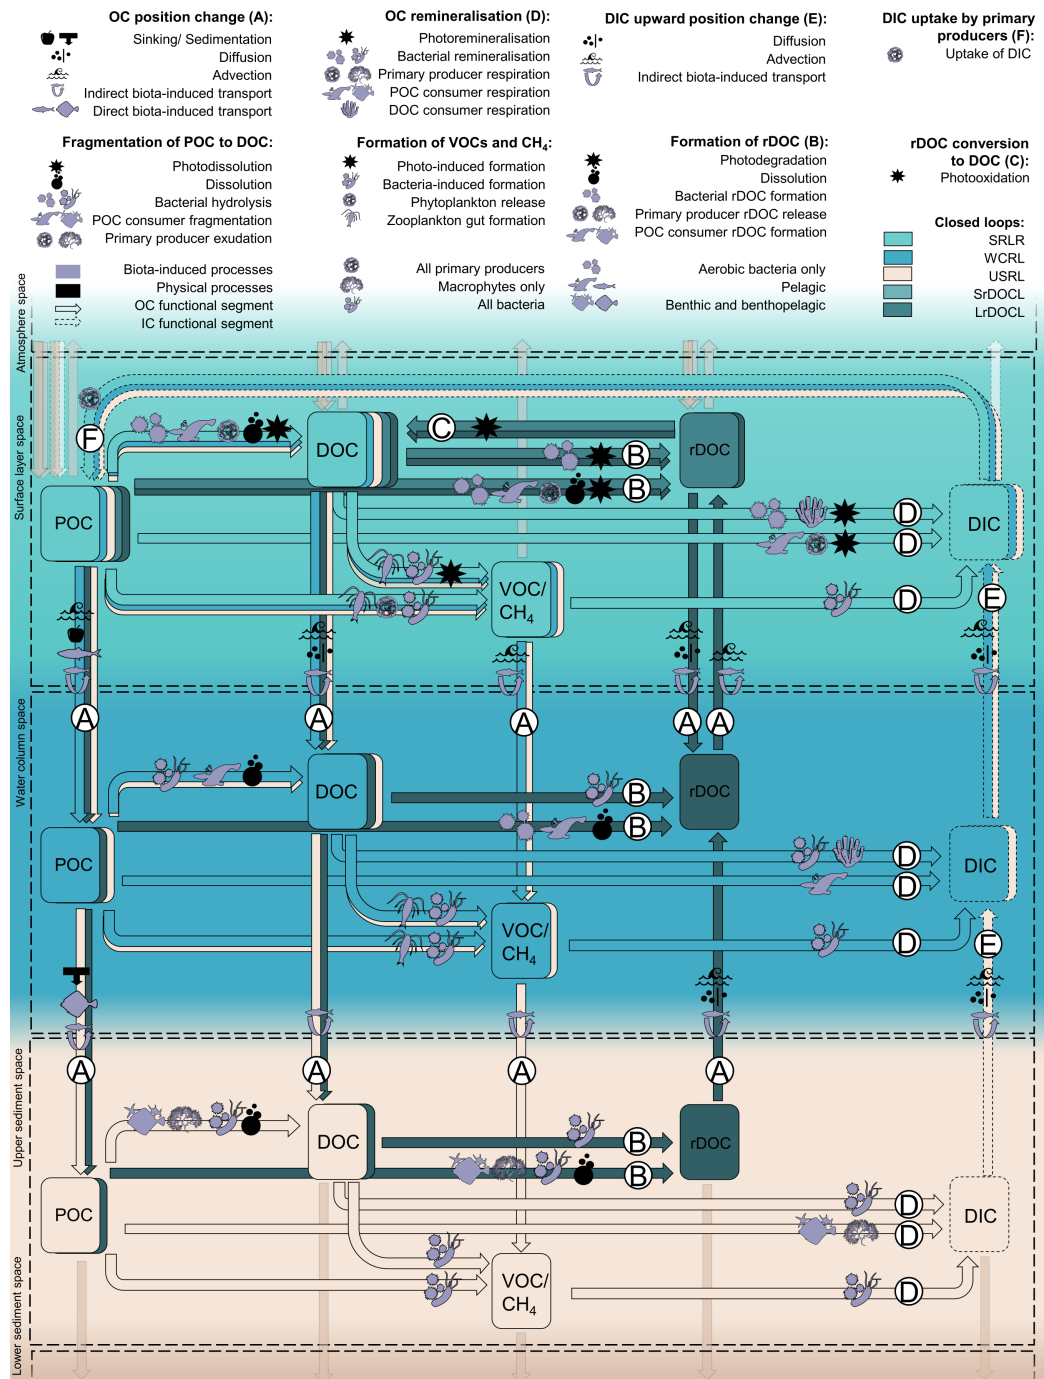 OC position change (A):
Sinking/ Sedimentation
Diffusion
Advection
Indirect biota-induced transport
Direct biota-induced transport
OC remineralisation (D):
Photoremineralisation
Bacterial remineralisation
Primary producer respiration
POC consumer respiration
DOC consumer respiration
DIC upward position change (E):
Diffusion
Advection
Indirect biota-induced transport
DIC uptake by primary
producers (F):
Uptake of DIC
Fragmentation of POC to DOC:
Photodissolution
Dissolution
Bacterial hydrolysis
POC consumer fragmentation
Primary producer exudation
Formation of VOCs and CH4:
Photo-induced formation
Bacteria-induced formation
Phytoplankton release
Zooplankton gut formation
Formation of rDOC (B):
Photodegradation
Dissolution
Bacterial rDOC formation
Primary producer rDOC release
POC consumer rDOC formation
rDOC conversion
to DOC (C):
Photooxidation
Biota-induced processes
Physical processes
OC functional segment
IC functional segment
All primary producers
Macrophytes only
All bacteria
Aerobic bacteria only
Pelagic
Benthic and benthopelagic
Closed loops:
SRLR
WCRL
USRL
SrDOCL
LrDOCL
Atmosphere space
Surface layer space
F
DOC
C
B
rDOC
B
POC
D
D
DIC
VOC/
CH4
D
E
Water column space
A
A
A
A
A
DOC
B
rDOC
B
POC
D
D
DIC
VOC/
CH4
D
E
Upper sediment space
A
A
A
A
DOC
B
rDOC
B
POC
D
D
DIC
VOC/
CH4
D
Lower sediment space